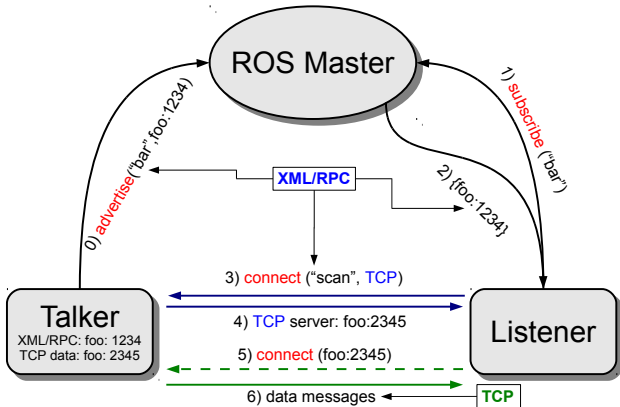 ROS Master
0) advertise("bar",foo:1234)
1) subscribe ("bar")
XML/RPC
2) {foo:1234}
3) connect ("scan", TCP)
Talker
XML/RPC: foo: 1234
TCP data: foo: 2345
4) TCP server: foo:2345
Listener
5) connect (foo:2345)
6) data messages
TCP